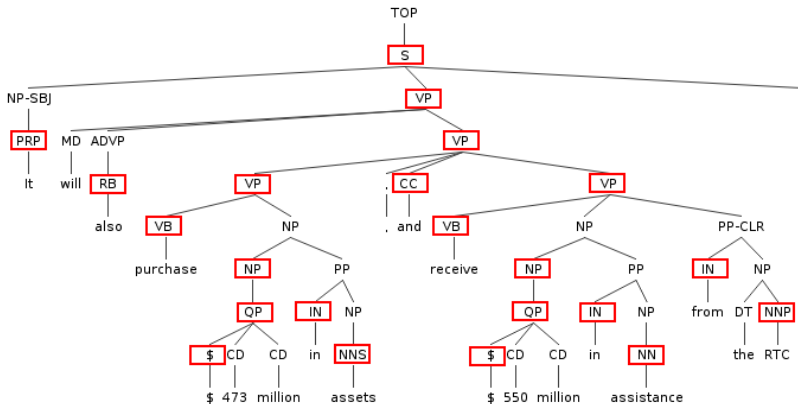 TOP
S
NP-SBJ VP
PRP MD ADVP VP
It will RB VP CC VP
also VB NP , and VB NP PP-CLR
purchase NP PP receive NP PP IN NP
QP IN NP QP IN NP from DT NNP
$ CD CD in NNS $ CD CD in NN the RTC
$ 473 million assets $ 550 million assistance